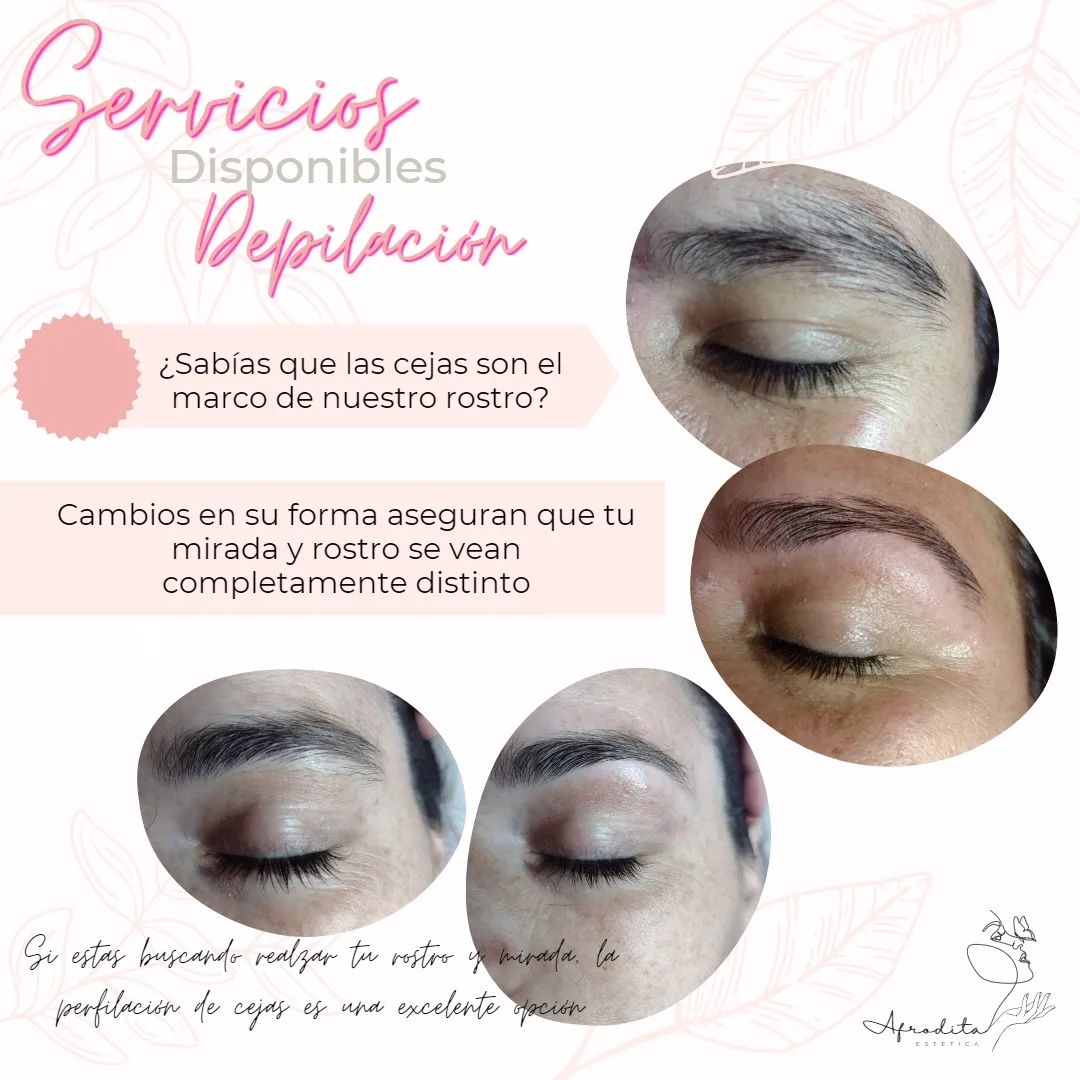 Servicios
Disponibles
Depilación
¿Sabías que las cejas son el
marco de nuestro rostro?
Cambios en su forma aseguran que tu
mirada y rostro se vean
completamente distinto
Si estas buscando realzar tu rostro y mirada, la
perfilación de cejas es una excelente opción
Afrodita
ESTETICA